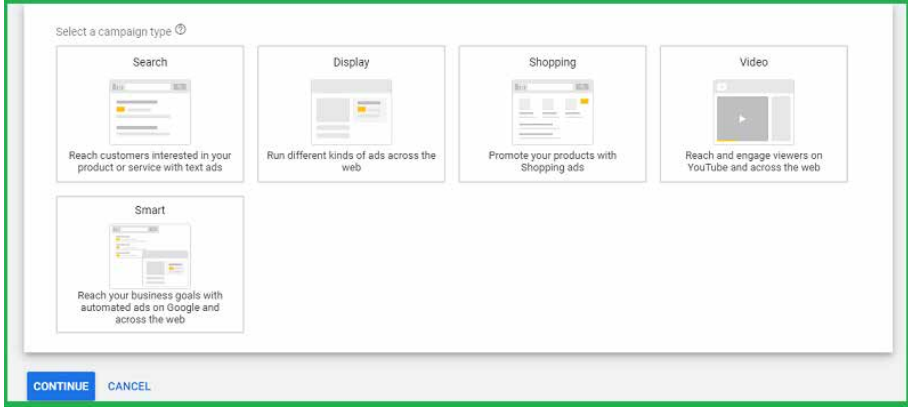 Select a campaign type
Search
Reach customers interested in your
product or service with text ads
Display
Run different kinds of ads across the
web
Shopping
Promote your products with
Shopping ads
Video
Reach and engage viewers on
YouTube and across the web
Smart
Reach your business goals with
automated ads on Google and
across the web
CONTINUE CANCEL